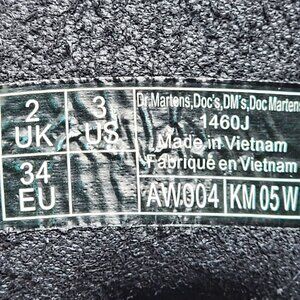 2 UK
3 US
34 EU
Dr.Martens,Doc's,DM's,Doc Martens
1460J
Made in Vietnam
Fabriqué en Vietnam
AW004
KM 05 W